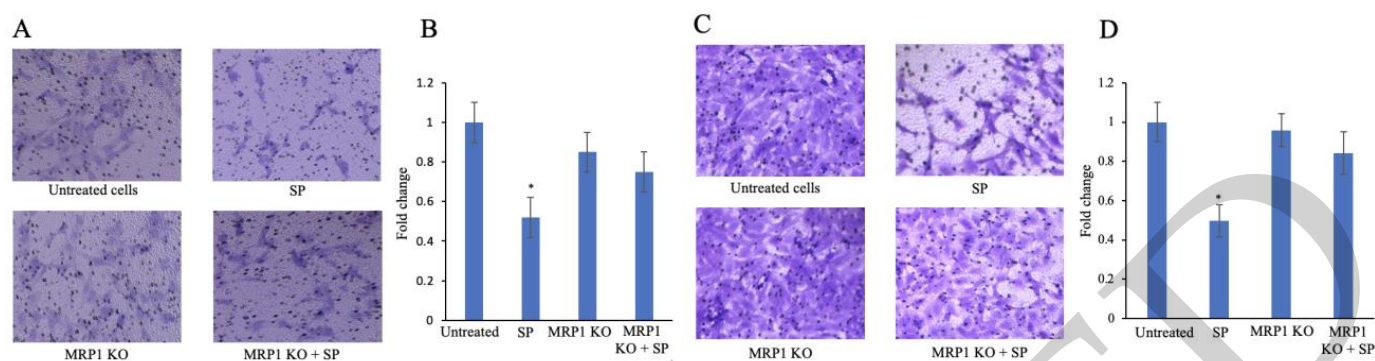 A
Untreated cells
SP
MRP1 KO
MRP1 KO + SP
B
Fold change
1.2
1
0.8
0.6
0.4
0.2
0
*
Untreated
SP
MRP1 KO
MRP1
KO + SP
C
Untreated cells
SP
MRP1 KO
MRP1 KO + SP
D
Fold change
1.2
1
0.8
0.6
0.4
0.2
0
*
Untreated
SP
MRP1 KO
MRP1
KO + SP